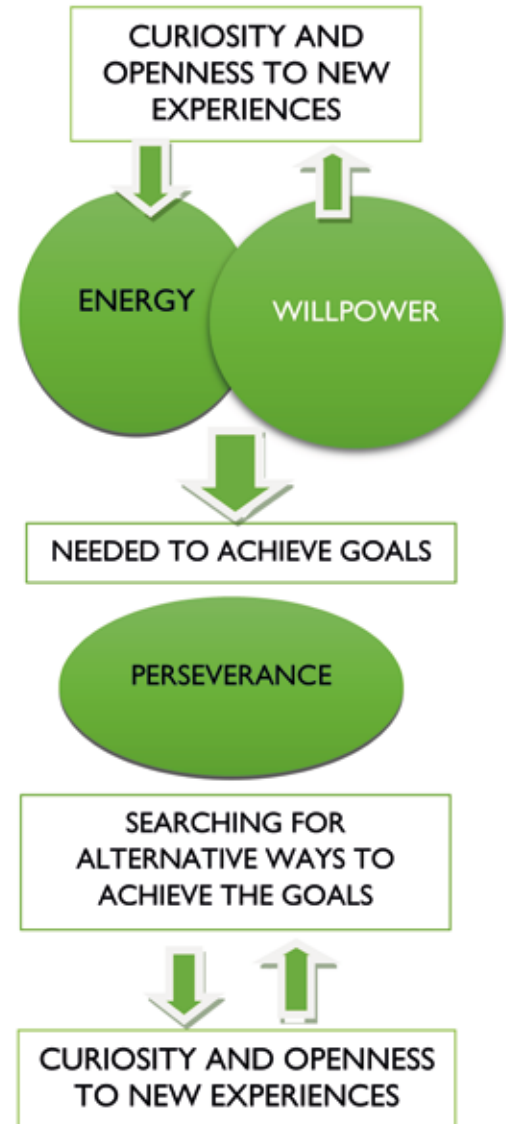 CURIOSITY AND
OPENNESS TO NEW
EXPERIENCES
ENERGY
WILLPOWER
NEEDED TO ACHIEVE GOALS
PERSEVERANCE
SEARCHING FOR
ALTERNATIVE WAYS TO
ACHIEVE THE GOALS
CURIOSITY AND OPENNESS
TO NEW EXPERIENCES